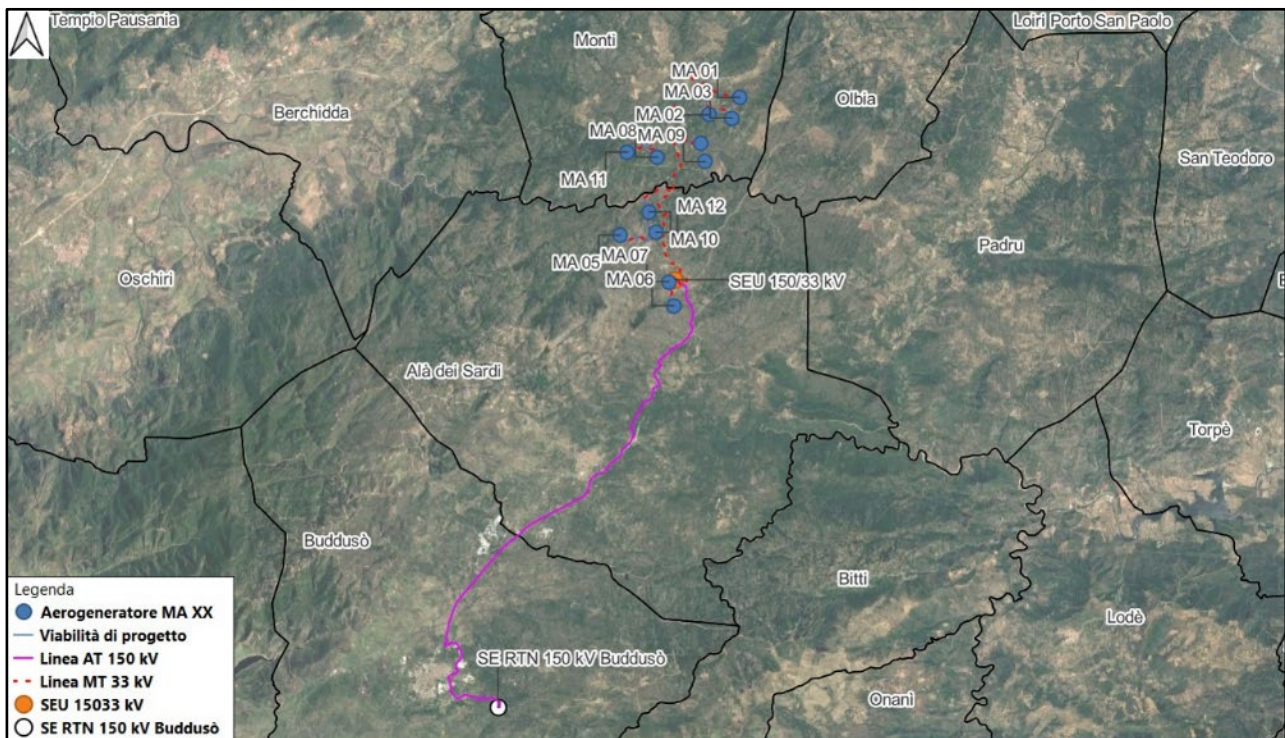 Tempio Pausania
Loiri Porto San Paolo
Monti
MA 01
MA 03
Olbia
Berchidda
MA 02
MA 08
MA 09
San Teodoro
MA 11
MA 12
MA 10
Padru
Oschiri
MA 07
MA 05
MA 06
SEU 150/33 kV
Alà dei Sardi
Torpè
Buddusò
Bitti
Lodè
SE RTN 150 kV Buddusò
Onanì
Legenda
Aerogeneratore MA XX
Viabilità di progetto
Linea AT 150 kV
Linea MT 33 kV
SEU 15033 kV
SE RTN 150 kV Buddusò